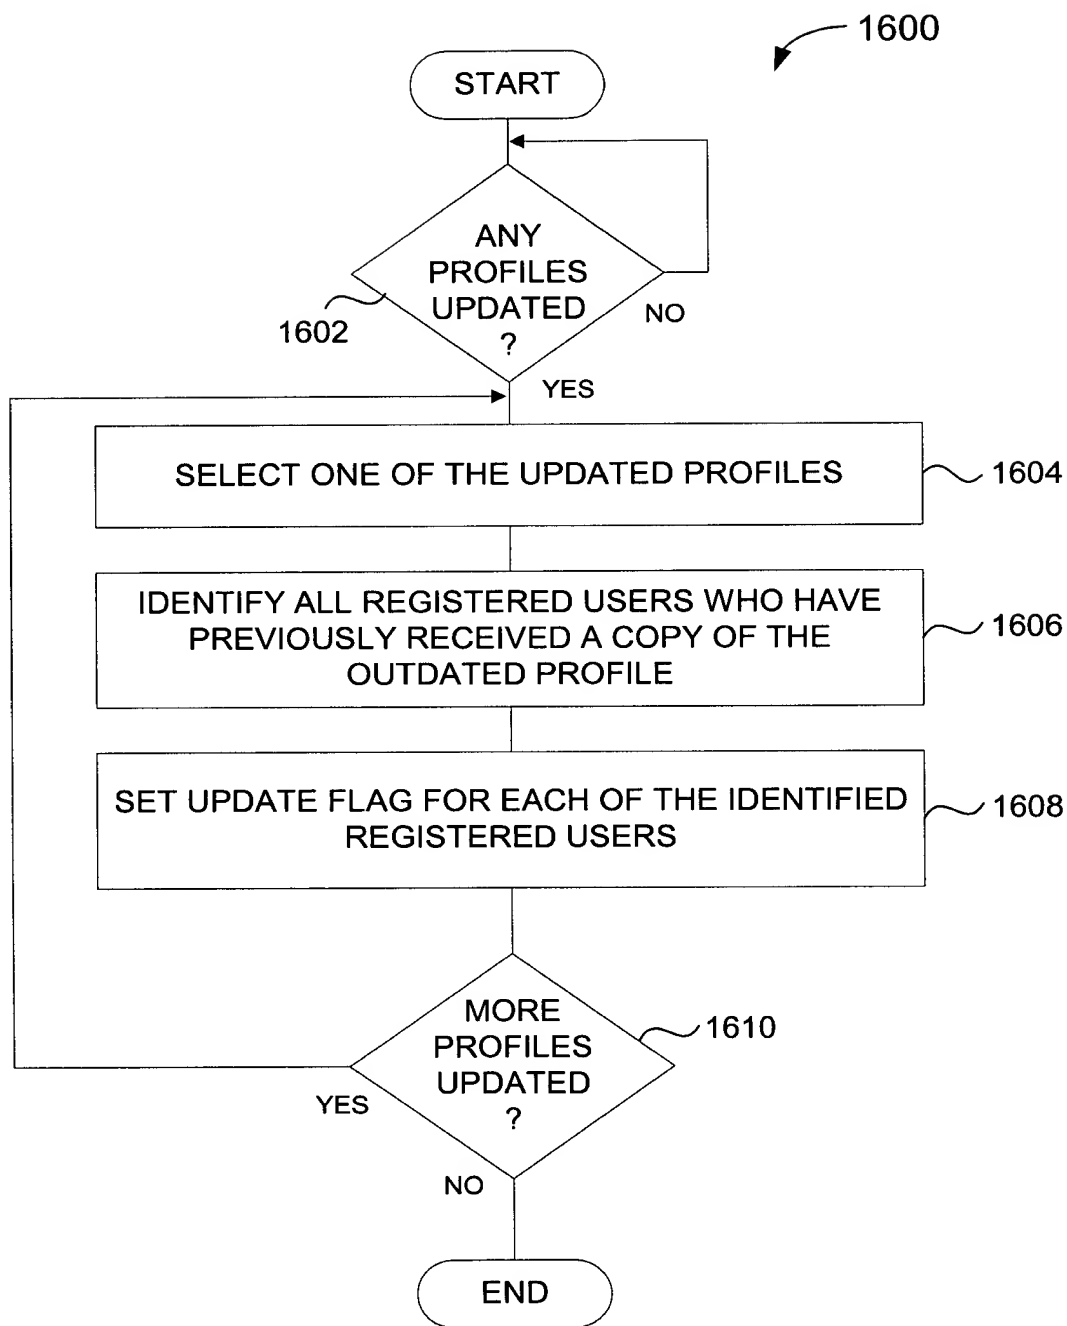 1600
START
ANY
PROFILES
UPDATED
?
1602
NO
YES
SELECT ONE OF THE UPDATED PROFILES
1604
IDENTIFY ALL REGISTERED USERS WHO HAVE
PREVIOUSLY RECEIVED A COPY OF THE
OUTDATED PROFILE
1606
SET UPDATE FLAG FOR EACH OF THE IDENTIFIED
REGISTERED USERS
1608
MORE
PROFILES
UPDATED
?
1610
YES
NO
END